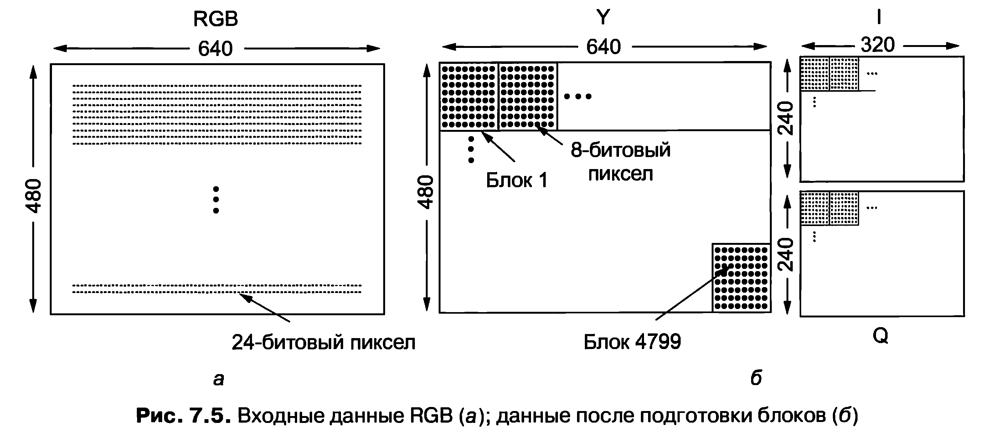 RGB
640
480
24-битовый пиксел
а
Y
640
480
8-битовый
пиксел
Блок 1
Блок 4799
I
320
240
240
Q
б
Рис. 7.5. Входные данные RGB (а); данные после подготовки блоков (б)